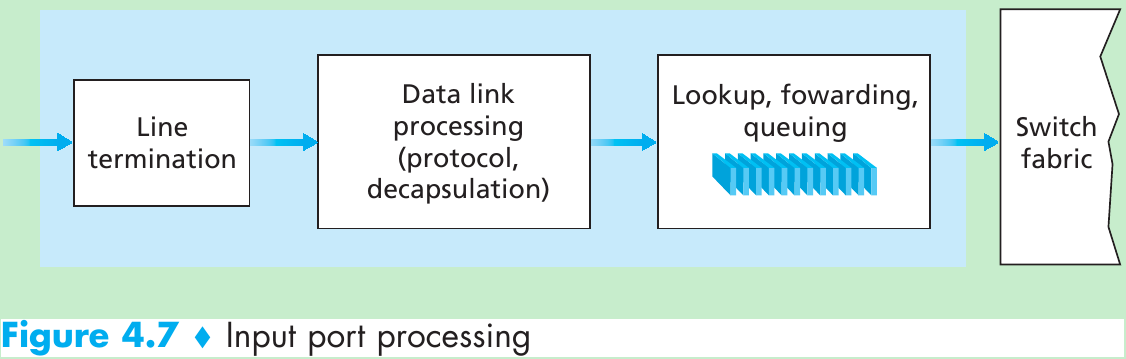 Line
termination
Data link
processing
(protocol,
decapsulation)
Lookup, fowarding,
queuing
Switch
fabric
Figure 4.7 ♦ Input port processing